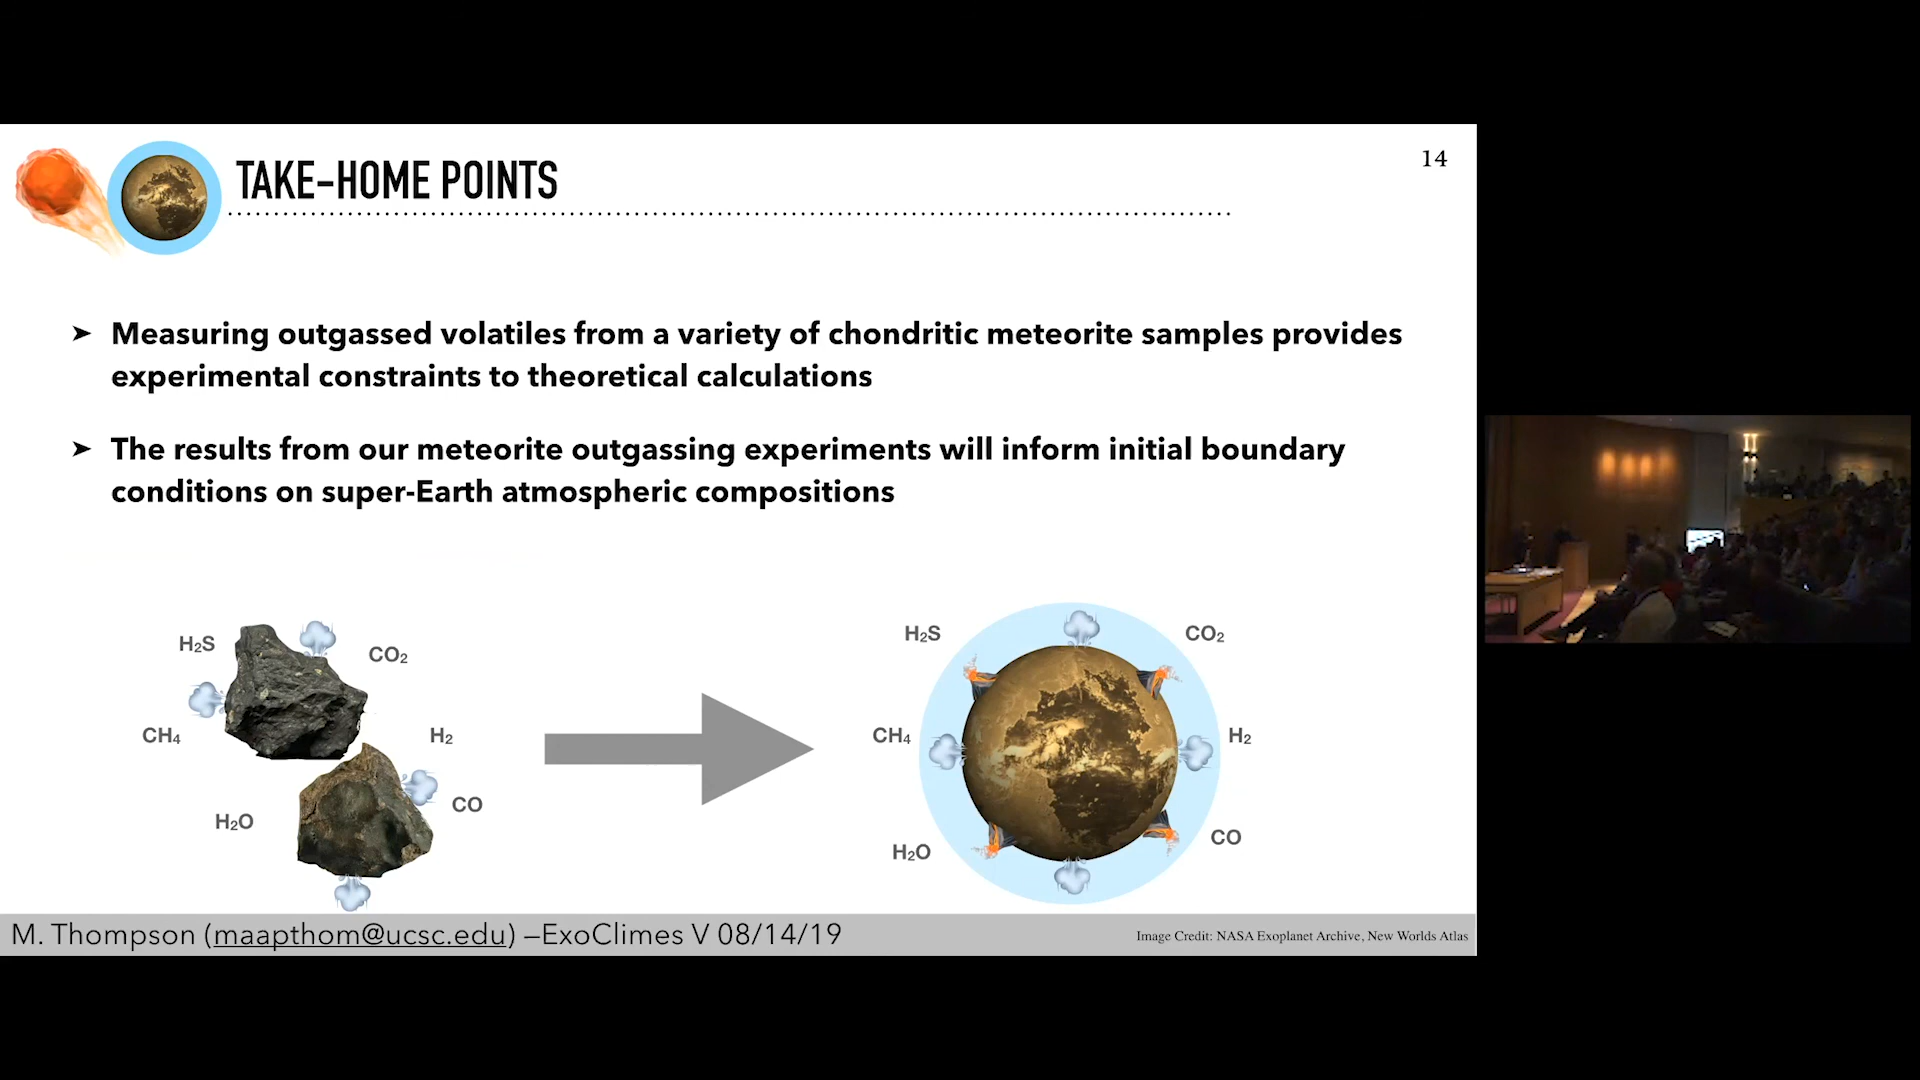 TAKE-HOME POINTS
14
➤ Measuring outgassed volatiles from a variety of chondritic meteorite samples provides
experimental constraints to theoretical calculations
➤ The results from our meteorite outgassing experiments will inform initial boundary
conditions on super-Earth atmospheric compositions
H₂S
CO₂
CH₄
H₂
CO
H₂O
H₂S
CO₂
CH₄
H₂
H₂O
CO
M. Thompson (maapthom@ucsc.edu) —ExoClimes V 08/14/19
Image Credit: NASA Exoplanet Archive, New Worlds Atlas